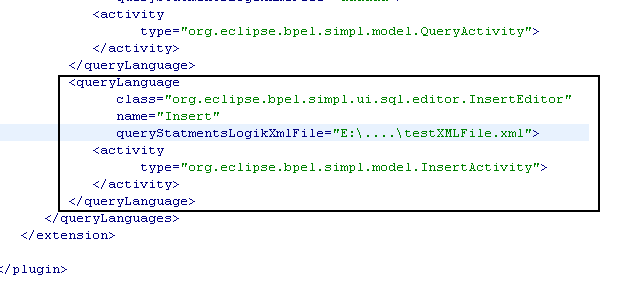 <activity
type="org.eclipse.bpel.simpl.model.QueryActivity">
</activity>
</queryLanguage>
<queryLanguage
class="org.eclipse.bpel.simpl.ui.sql.editor.InsertEditor"
name="Insert"
queryStatmentsLogikXmlFile="E:\....\testXMLFile.xml">
<activity
type="org.eclipse.bpel.simpl.model.InsertActivity">
</activity>
</queryLanguage>
</queryLanguages>
</extension>
</plugin>